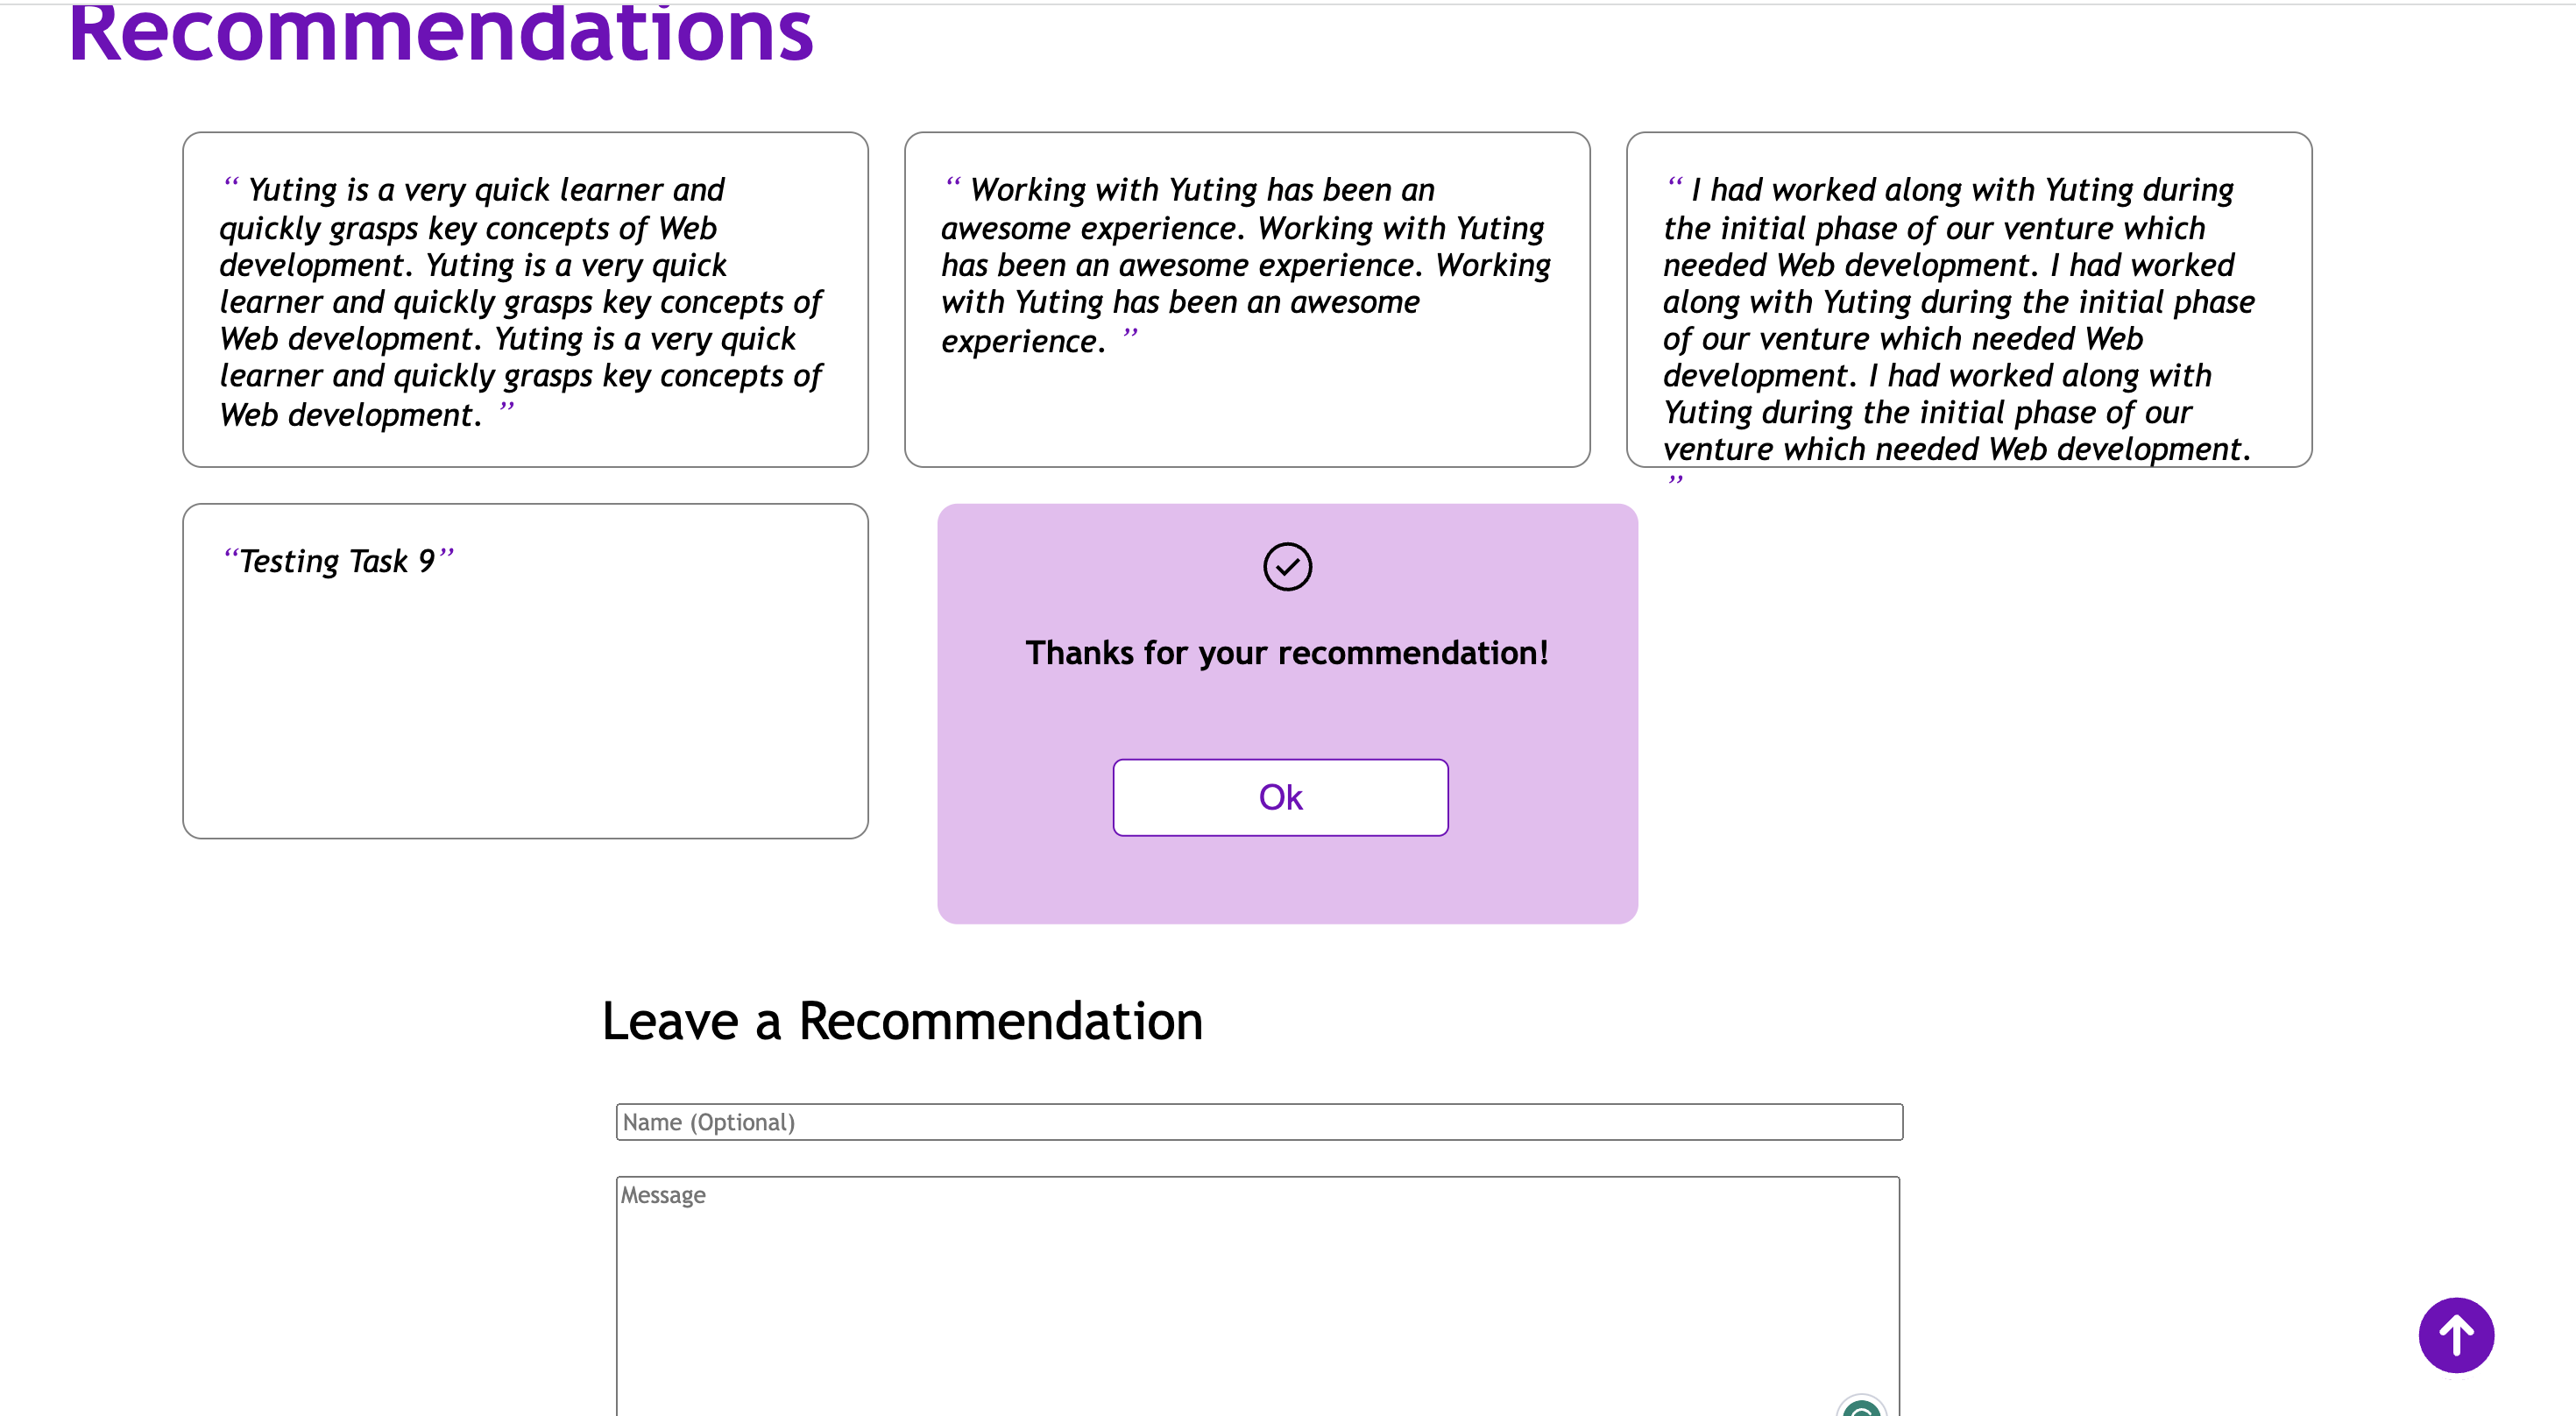 Recommendations
“ Yuting is a very quick learner and
quickly grasps key concepts of Web
development. Yuting is a very quick
learner and quickly grasps key concepts of
Web development. Yuting is a very quick
learner and quickly grasps key concepts of
Web development. ”
“ Working with Yuting has been an
awesome experience. Working with Yuting
has been an awesome experience. Working
with Yuting has been an awesome
experience. ”
“ I had worked along with Yuting during
the initial phase of our venture which
needed Web development. I had worked
along with Yuting during the initial phase
of our venture which needed Web
development. I had worked along with
Yuting during the initial phase of our
venture which needed Web development.
”
“Testing Task 9”
Thanks for your recommendation!
Ok
Leave a Recommendation
Name (Optional)
Message